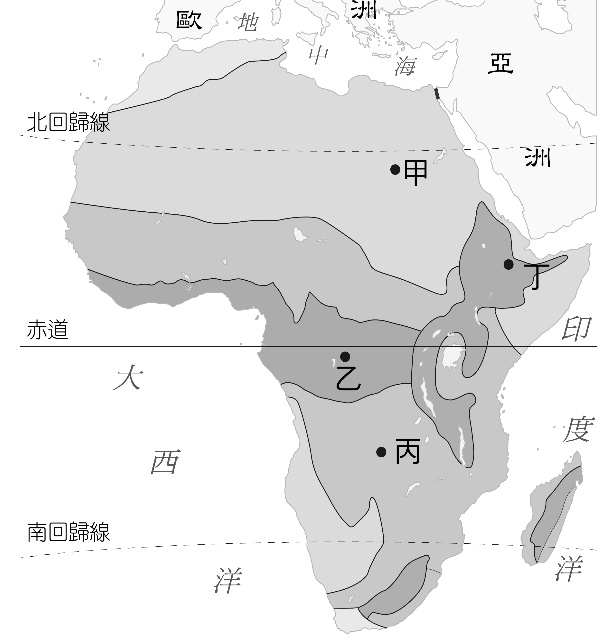 歐
洲
地
中
海
亞
洲
北回歸線
甲
丁
赤道
乙
印
度
洋
大
西
洋
丙
南回歸線